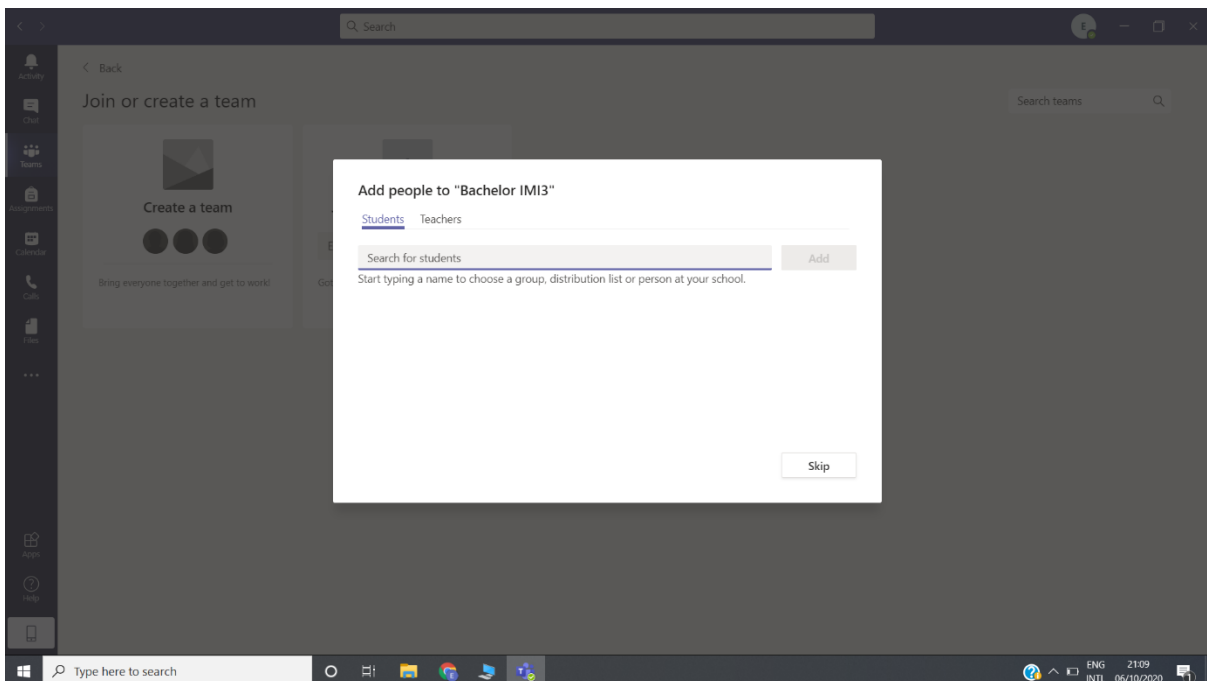 Search
E
Activity
Chat
Teams
Assignments
Calendar
Calls
Files
Apps
Help
Back
Join or create a team
Search teams
Create a team
Bring everyone together and get to work!
Add people to "Bachelor IMI3"
Students Teachers
Search for students
Add
Start typing a name to choose a group, distribution list or person at your school.
Skip
Type here to search
ENG
INTL
21:09
06/10/2020